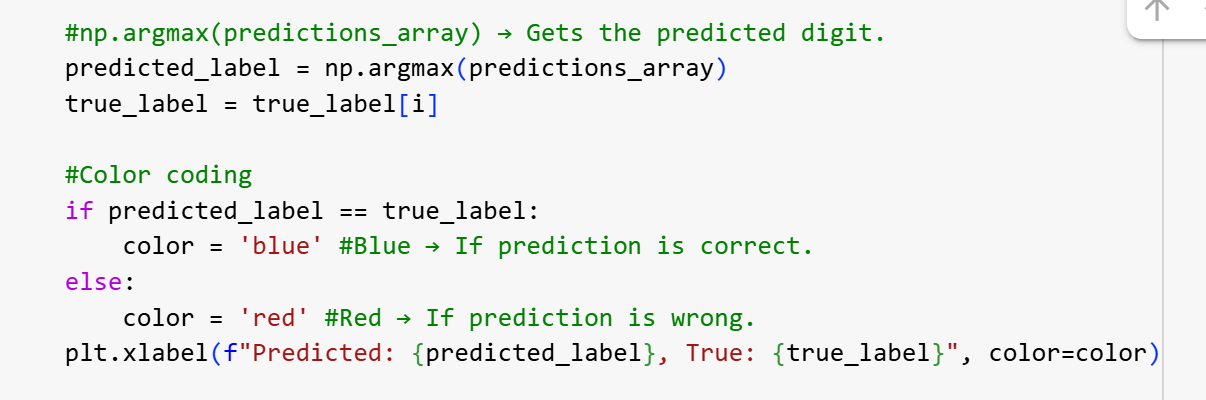 #np.argmax(predictions_array) → Gets the predicted digit.
predicted_label = np.argmax(predictions_array)
true_label = true_label[i]
#Color coding
if predicted_label == true_label:
    color = 'blue' #Blue → If prediction is correct.
else:
    color = 'red' #Red → If prediction is wrong.
plt.xlabel(f"Predicted: {predicted_label}, True: {true_label}", color=color)